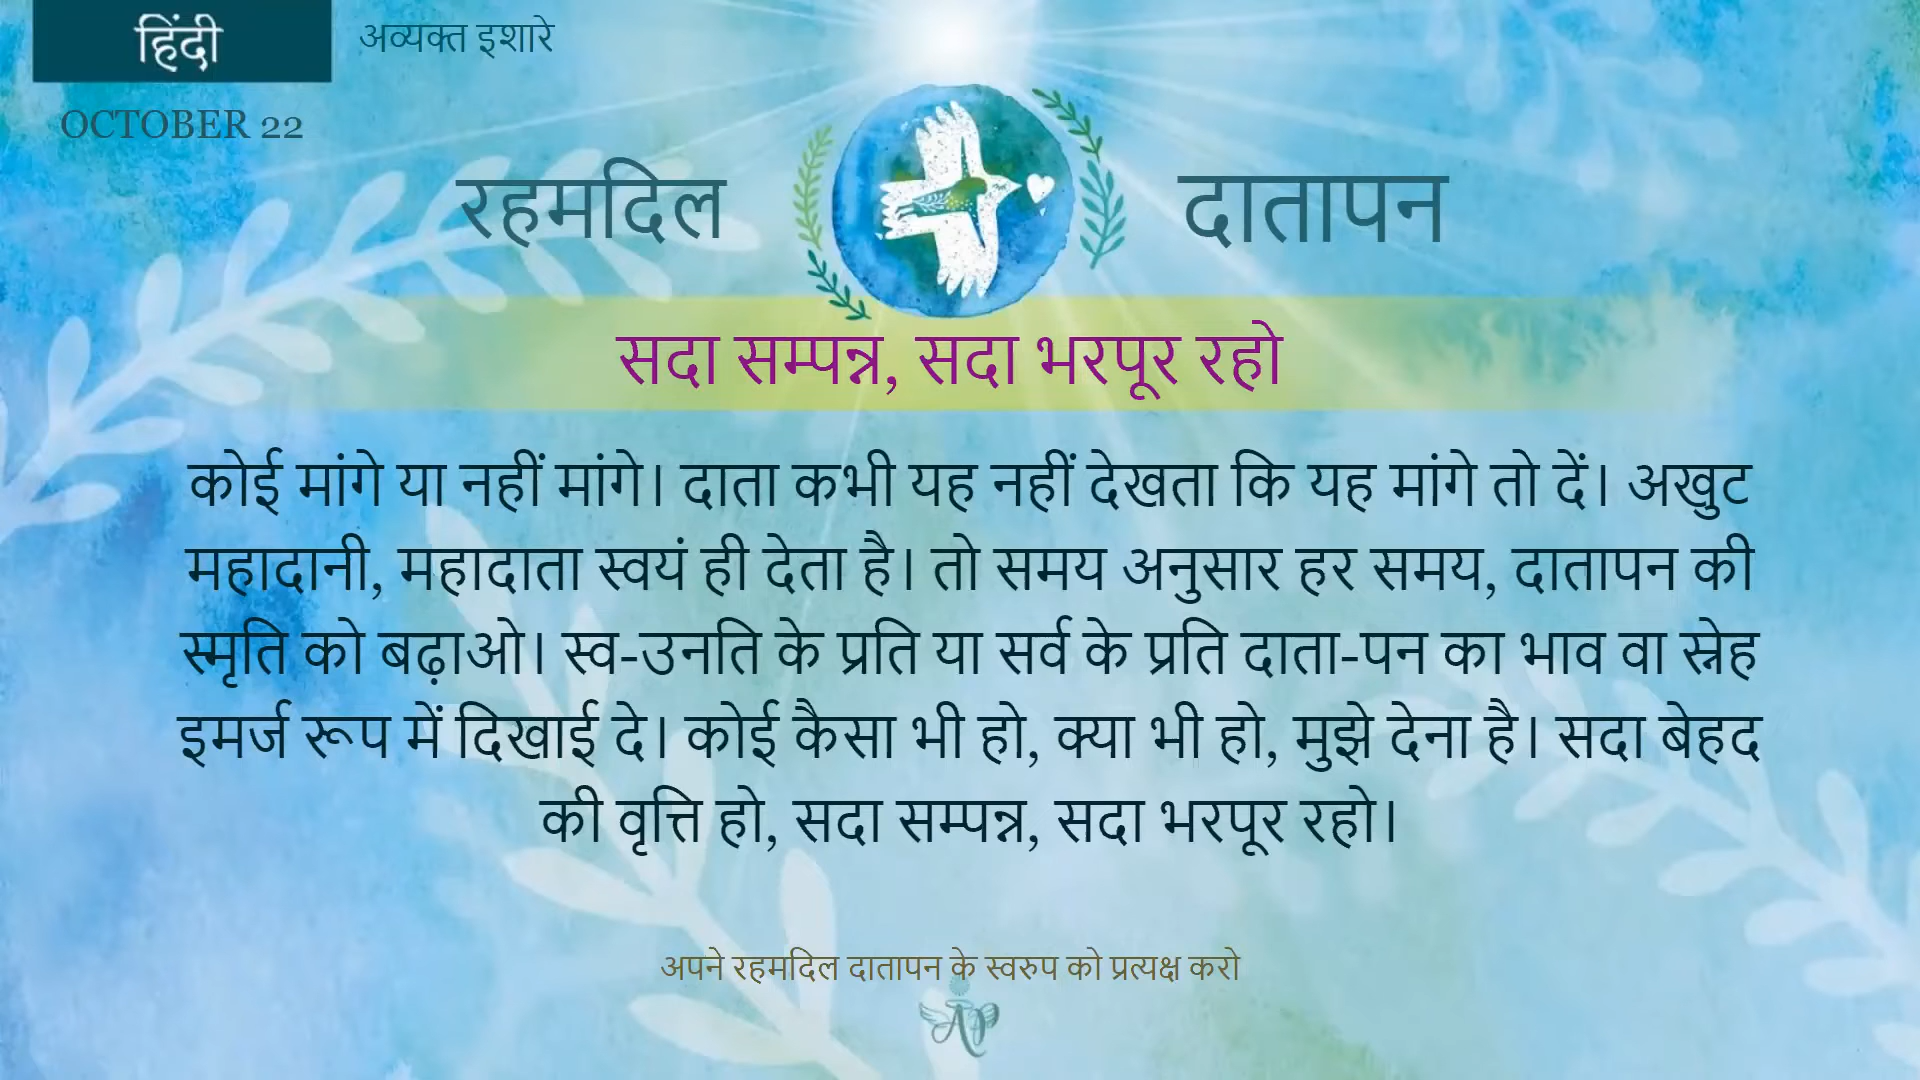 हिंदी
अव्यक्त इशारे
OCTOBER 22
रहमदिल दातापन
सदा सम्पन्न, सदा भरपूर रहो
कोई मांगे या नहीं मांगे। दाता कभी यह नहीं देखता कि यह मांगे तो दें। अखुट
महादानी, महादाता स्वयं ही देता है। तो समय अनुसार हर समय, दातापन की
स्मृति को बढ़ाओ। स्व-उनति के प्रति या सर्व के प्रति दाता-पन का भाव वा स्नेह
इमर्ज रूप में दिखाई दे। कोई कैसा भी हो, क्या भी हो, मुझे देना है। सदा बेहद
की वृत्ति हो, सदा सम्पन्न, सदा भरपूर रहो।
अपने रहमदिल दातापन के स्वरुप को प्रत्यक्ष करो